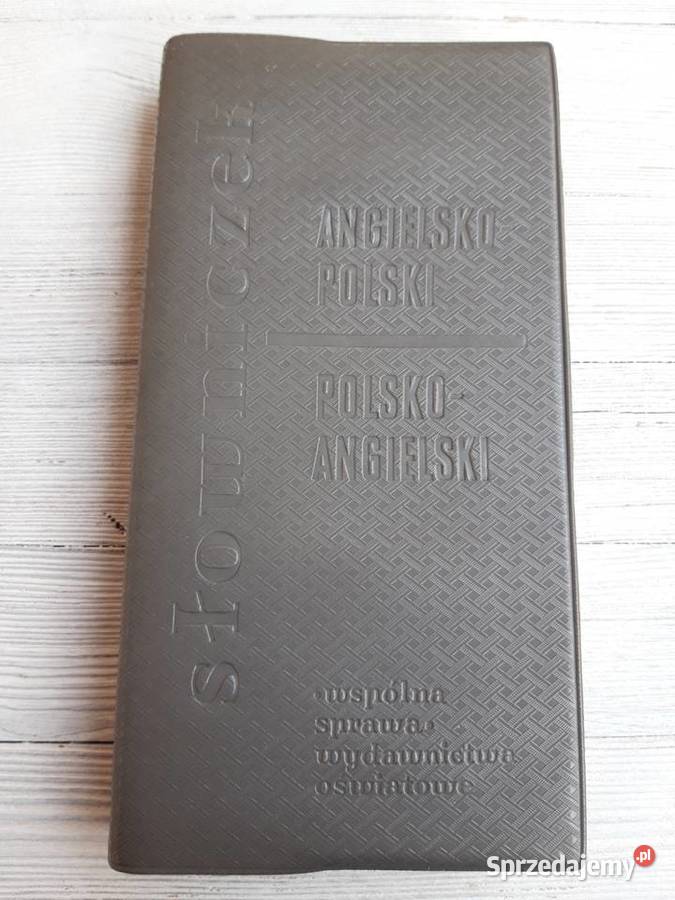 słowniczek
ANGIELSKO-
POLSKI
POLSKO-
ANGIELSKI
«wspólna
sprawa»
wydawnictwa
oświatowe
Sprzedajemy.pl